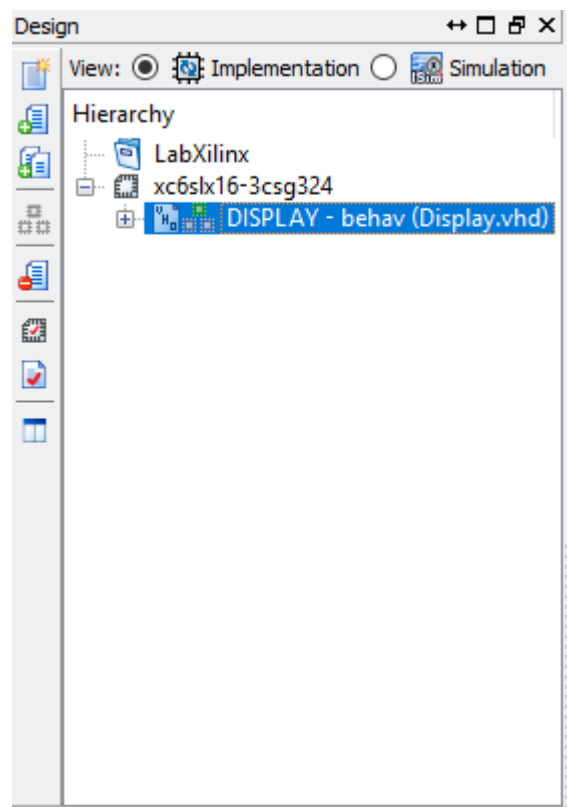 Design
View: Implementation Simulation
Hierarchy
LabXilinx
xc6slx16-3csg324
DISPLAY - behav (Display.vhd)